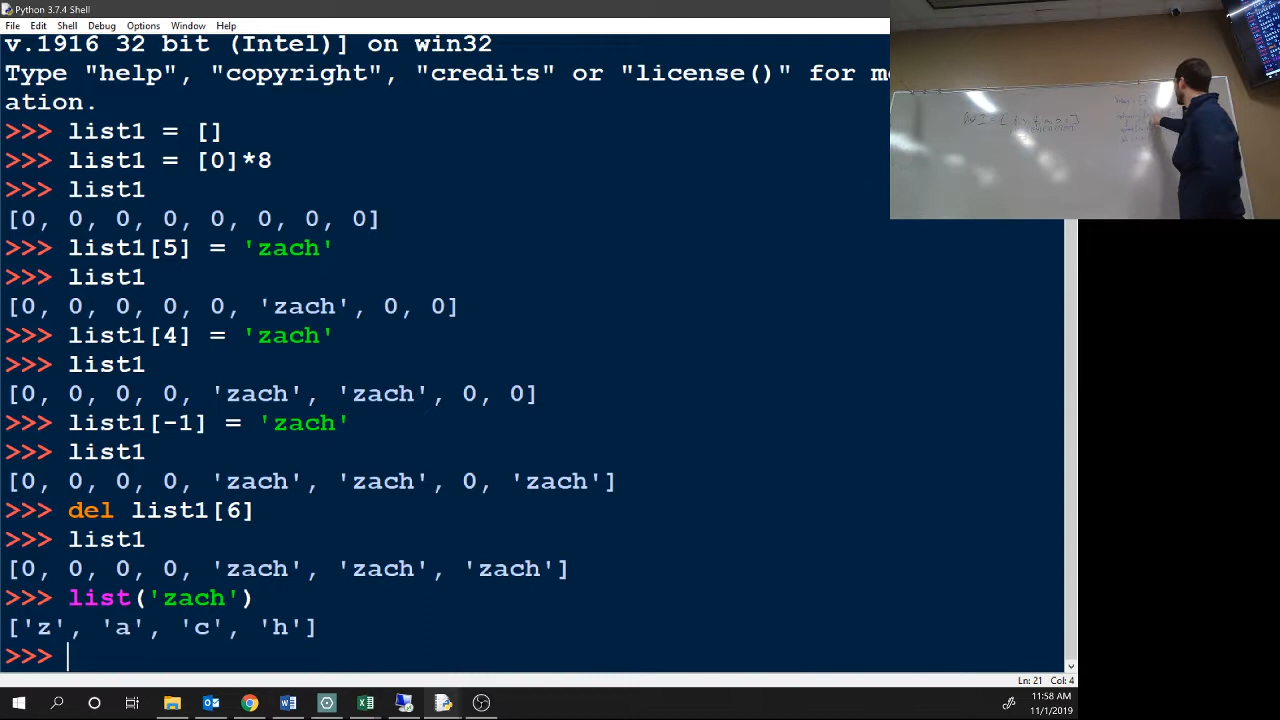 Python 3.7.4 Shell
File Edit Shell Debug Options Window Help
v.1916 32 bit (Intel)] on win32
Type "help", "copyright", "credits" or "license()" for mo
ation.
>>> list1 = []
>>> list1 = [0]*8
>>> list1
[0, 0, 0, 0, 0, 0, 0, 0]
>>> list1[5] = 'zach'
>>> list1
[0, 0, 0, 0, 0, 'zach', 0, 0]
>>> list1[4] = 'zach'
>>> list1
[0, 0, 0, 0, 'zach', 'zach', 0, 0]
>>> list1[-1] = 'zach'
>>> list1
[0, 0, 0, 0, 'zach', 'zach', 0, 'zach']
>>> del list1[6]
>>> list1
[0, 0, 0, 0, 'zach', 'zach', 'zach']
>>> list('zach')
['z', 'a', 'c', 'h']
>>>
Ln: 21 Col: 4
11:58 AM
11/1/2019